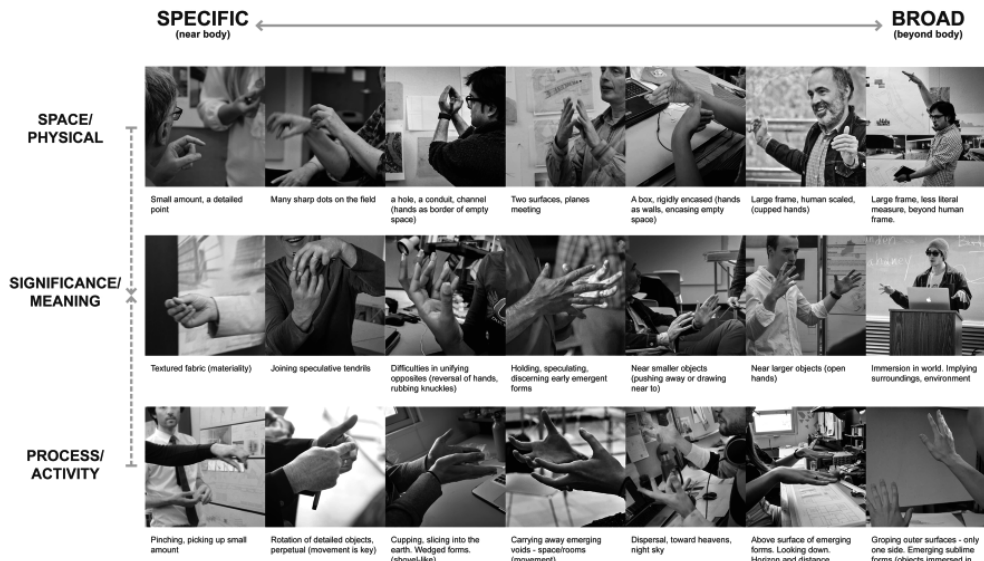 SPECIFIC
(near body)
BROAD
(beyond body)
SPACE/
PHYSICAL
Small amount, a detailed
point
Many sharp dots on the field
a hole, a conduit, channel
(hands as border of empty
space)
Two surfaces, planes
meeting
A box, rigidly encased (hands
as walls, encasing empty
space)
Large frame, human scaled,
(cupped hands)
Large frame, less literal
measure, beyond human
frame.
SIGNIFICANCE/
MEANING
Textured fabric (materiality)
Joining speculative tendrils
Difficulties in unifying
opposites (reversal of hands,
rubbing knuckles)
Holding, speculating,
discerning early emergent
forms
Near smaller objects
(pushing away or drawing
near to)
Near larger objects (open
hands)
Immersion in world. Implying
surroundings, environment
PROCESS/
ACTIVITY
Pinching, picking up small
amount
Rotation of detailed objects,
perpetual (movement is key)
Cupping, slicing into the
earth. Wedged forms.
(shovel-like)
Carrying away emerging
voids - space/rooms
(movement)
Dispersal, toward heavens,
night sky
Above surface of emerging
forms. Looking down.
Horizon and distance
Groping outer surfaces - only
one side. Emerging sublime
forms (objects immersed in